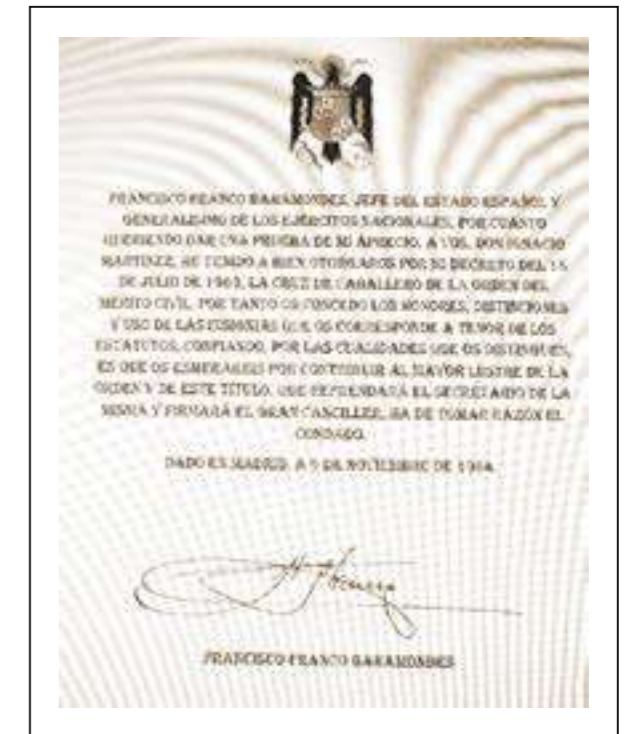 FRANCISCO FRANCO BAHAMONDES, JEFE DEL ESTADO ESPAÑOL Y
GENERALISIMO DE LOS EJÉRCITOS NACIONALES, POR CUANTO
QUERIENDO DAR UNA PRUEBA DE MI APRECIO, A VOS, DON IGNACIO
MARTINEZ, HE TENIDO A BIEN OTORGAROS POR MI DECRETO DEL
DE JULIO DE LA CRUZ DE CABALLERO DE LA ORDEN DEL
MÉRITO CIVIL, POR TANTO OS CONCEDO LOS HONORES, DISTINCIONES
Y USO DE LAS INSIGNIAS QUE OS CORRESPONDE A TENOR DE LOS
ESTATUTOS, CONFIANDO, POR LAS CUALIDADES QUE OS DISTINGUEN,
EN QUE OS ESMERAREIS POR CONTRIBUIR AL MAYOR LUSTRE DE LA
ORDEN Y DE ESTE TÍTULO, QUE REFRENDARÁ EL SECRETARIO DE LA
MISMA Y FIRMARÁ EL GRAN CANCILLER, HA DE TOMAR RAZÓN EL
CONDADO.
DADO EN MADRID, A DE NOVIEMBRE DE
FRANCISCO FRANCO BAHAMONDES